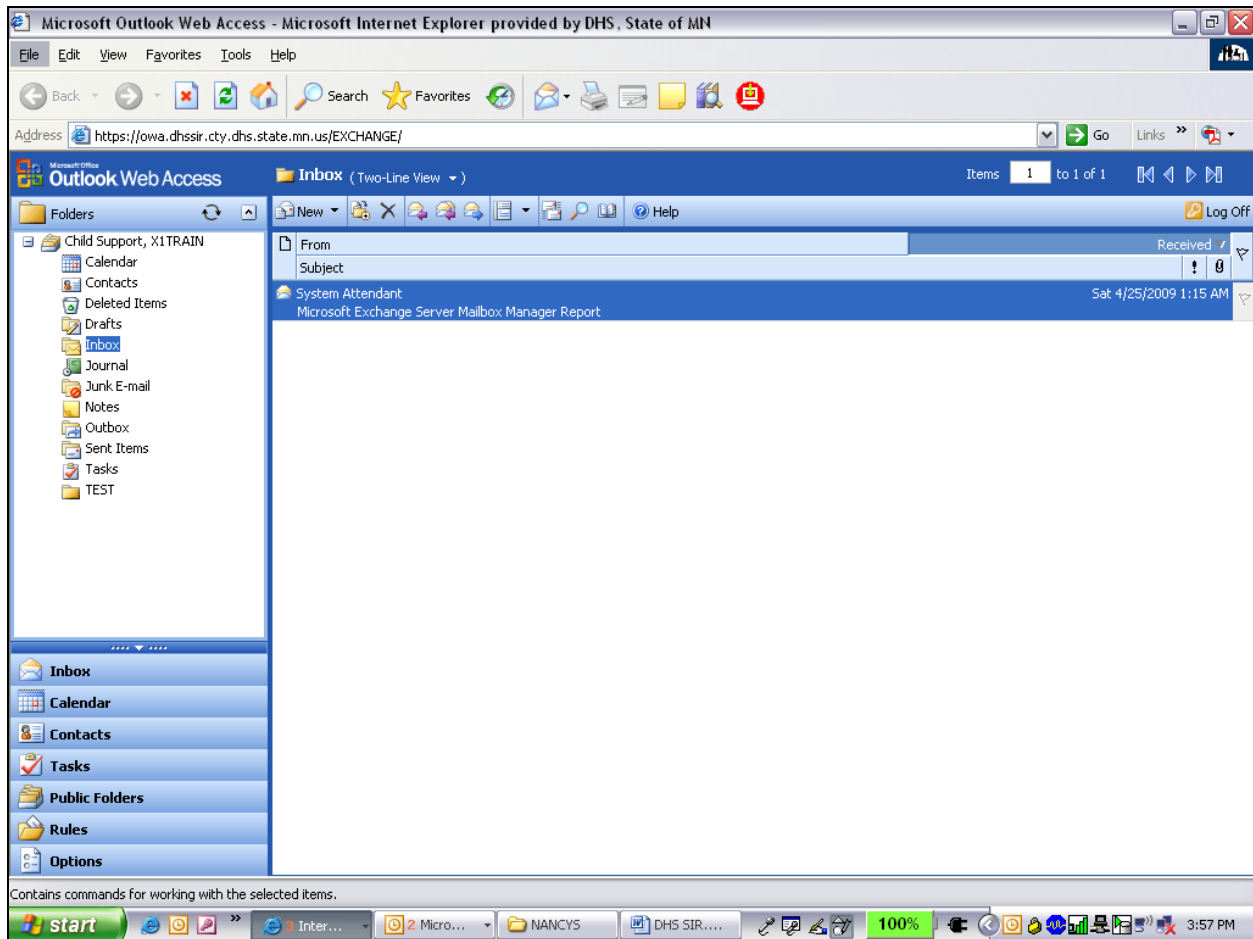 Microsoft Outlook Web Access - Microsoft Internet Explorer provided by DHS, State of MN
File Edit View Favorites Tools Help
Back Search Favorites
Address https://owa.dhssir.cty.dhs.state.mn.us/EXCHANGE/ Go Links »
Microsoft Office
Outlook Web Access
Inbox (Two-Line View)
Items 1 to 1 of 1
Folders
New Help Log Off
Child Support, X1TRAIN
Calendar
Contacts
Deleted Items
Drafts
Inbox
Journal
Junk E-mail
Notes
Outbox
Sent Items
Tasks
TEST
From Received
Subject
System Attendant Sat 4/25/2009 1:15 AM
Microsoft Exchange Server Mailbox Manager Report
Inbox
Calendar
Contacts
Tasks
Public Folders
Rules
Options
Contains commands for working with the selected items.
start » 3 Inter... 2 Micro... NANCYS DHS SIR.... 100% 3:57 PM